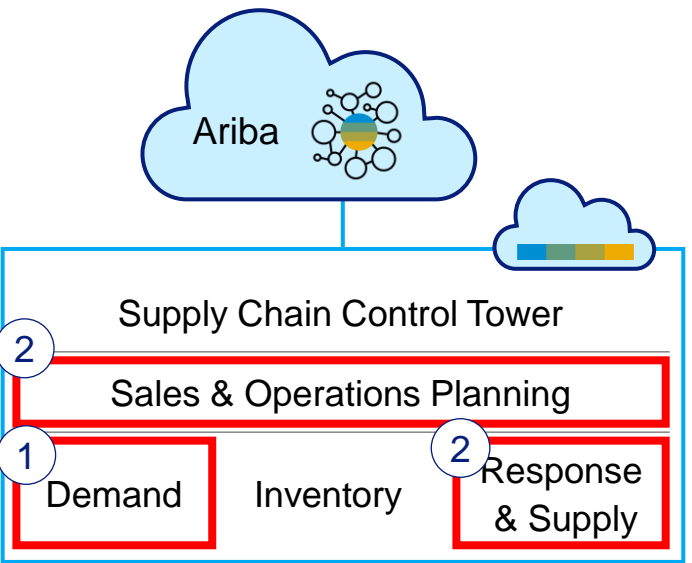 Ariba
Supply Chain Control Tower
2
Sales & Operations Planning
1
Demand
Inventory
2
Response
& Supply